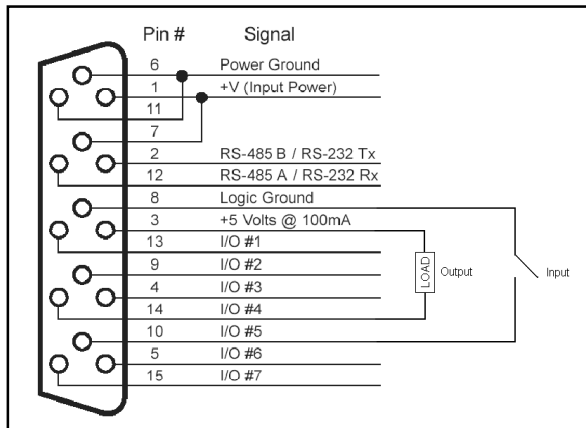 Pin # Signal
6 Power Ground
1 +V (Input Power)
11
7
2 RS-485 B / RS-232 Tx
12 RS-485 A / RS-232 Rx
8 Logic Ground
3 +5 Volts @ 100mA
13 I/O #1
9 I/O #2
4 I/O #3
14 I/O #4
10 I/O #5
5 I/O #6
15 I/O #7
LOAD
Output
Input